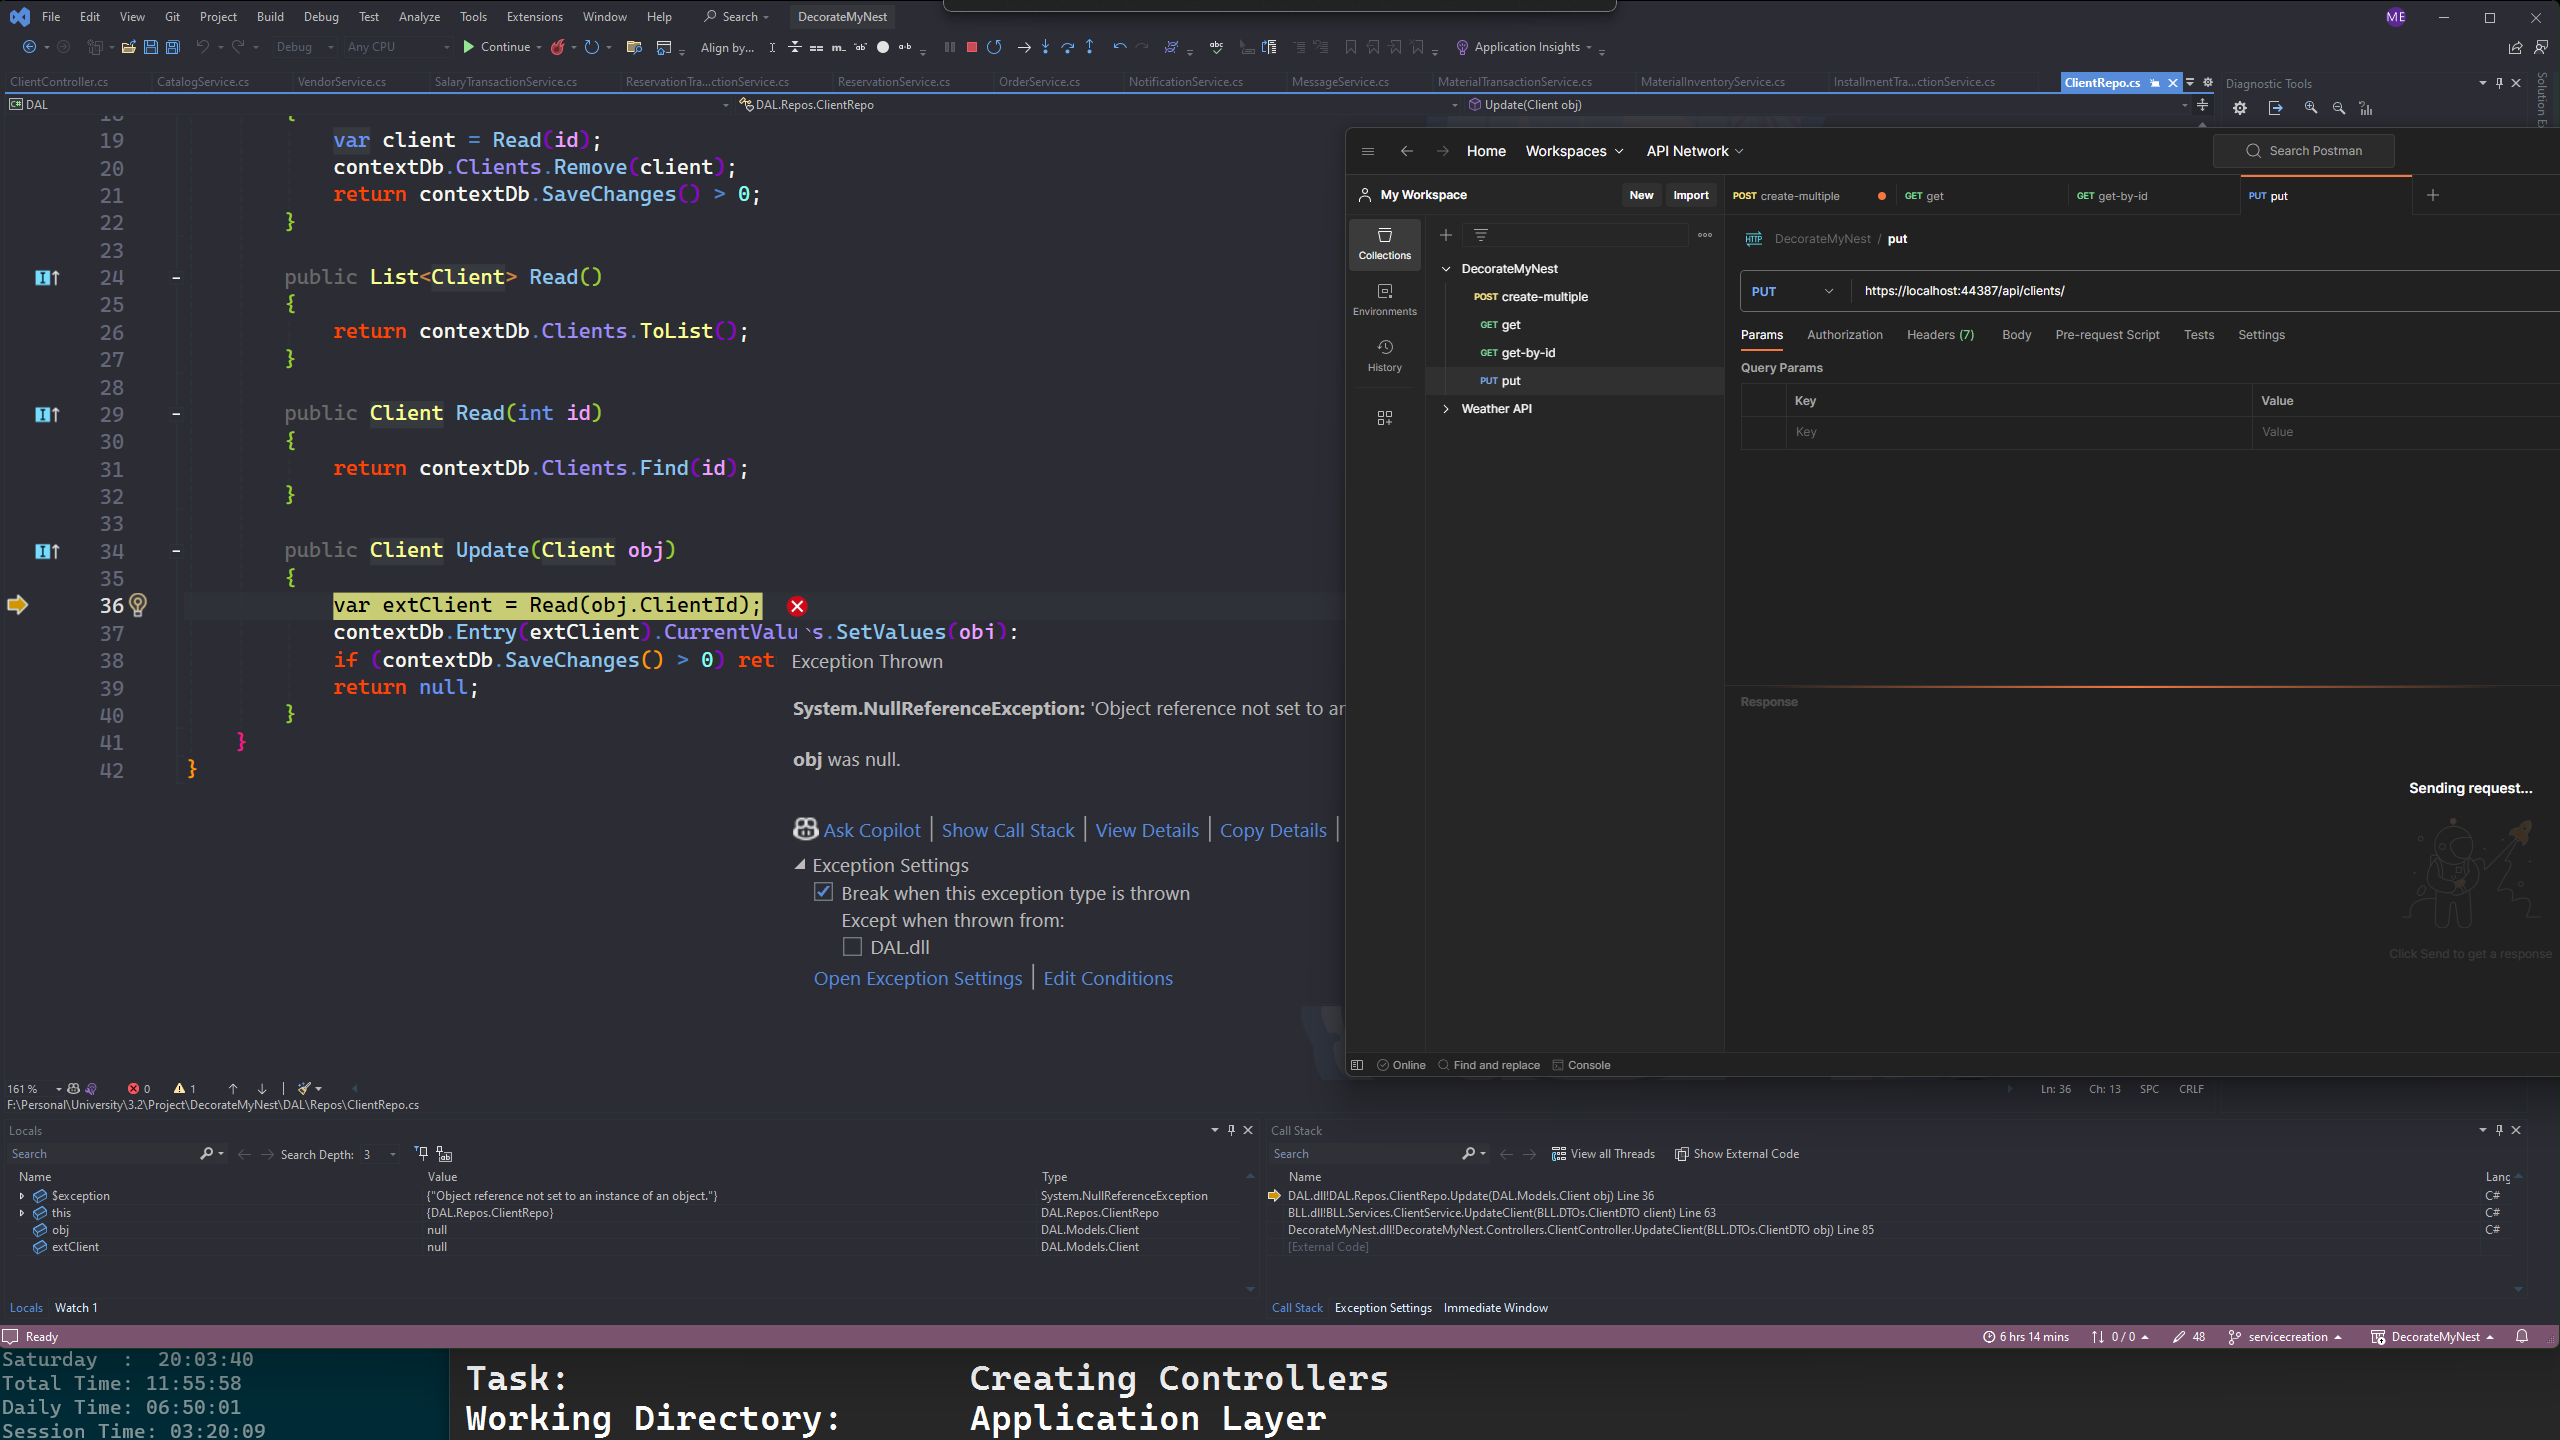 File Edit View Git Project Build Debug Test Analyze Tools Extensions Window Help Search DecorateMyNest ME
Debug Any CPU Continue Align by... Application Insights
ClientController.cs CatalogService.cs VendorService.cs SalaryTransactionService.cs ReservationTra...ctionService.cs ReservationService.cs OrderService.cs NotificationService.cs MessageService.cs MaterialTransactionService.cs MaterialInventoryService.cs InstallmentTra...ctionService.cs ClientRepo.cs Diagnostic Tools
DAL DAL.Repos.ClientRepo Update(Client obj)
18 {
19 var client = Read(id);
20 contextDb.Clients.Remove(client);
21 return contextDb.SaveChanges() > 0;
22 }
23
24 public List<Client> Read()
25 {
26 return contextDb.Clients.ToList();
27 }
28
29 public Client Read(int id)
30 {
31 return contextDb.Clients.Find(id);
32 }
33
34 public Client Update(Client obj)
35 {
36 var extClient = Read(obj.ClientId);
37 contextDb.Entry(extClient).CurrentValu s.SetValues(obj);
38 if (contextDb.SaveChanges() > 0) ret
39 return null;
40 }
41 }
42 }
Exception Thrown
System.NullReferenceException: 'Object reference not set to an
obj was null.
Ask Copilot | Show Call Stack | View Details | Copy Details |
Exception Settings
Break when this exception type is thrown
Except when thrown from:
DAL.dll
Open Exception Settings | Edit Conditions
Home Workspaces API Network Search Postman
My Workspace New Import
POST create-multiple GET get GET get-by-id PUT put
Collections
Environments
History
DecorateMyNest
POST create-multiple
GET get
GET get-by-id
PUT put
Weather API
HTTP DecorateMyNest / put
PUT https://localhost:44387/api/clients/
Params Authorization Headers (7) Body Pre-request Script Tests Settings
Query Params
Key Value
Key Value
Response
Sending request...
Click Send to get a response
Online Find and replace Console
161 % 0 1
Ln: 36 Ch: 13 SPC CRLF
F:\Personal\University\3.2\Project\DecorateMyNest\DAL\Repos\ClientRepo.cs
Locals
Search Search Depth: 3
Name Value Type
$exception {"Object reference not set to an instance of an object."} System.NullReferenceException
this {DAL.Repos.ClientRepo} DAL.Repos.ClientRepo
obj null DAL.Models.Client
extClient null DAL.Models.Client
Locals Watch 1
Call Stack
Search View all Threads Show External Code
Name Lang
DAL.dll!DAL.Repos.ClientRepo.Update(DAL.Models.Client obj) Line 36 C#
BLL.dll!BLL.Services.ClientService.UpdateClient(BLL.DTOs.ClientDTO client) Line 63 C#
DecorateMyNest.dll!DecorateMyNest.Controllers.ClientController.UpdateClient(BLL.DTOs.ClientDTO obj) Line 85 C#
[External Code]
Call Stack Exception Settings Immediate Window
Ready 6 hrs 14 mins 0 / 0 48 servicecreation DecorateMyNest
Saturday : 20:03:40
Total Time: 11:55:58
Daily Time: 06:50:01
Session Time: 03:20:09
Task: Creating Controllers
Working Directory: Application Layer